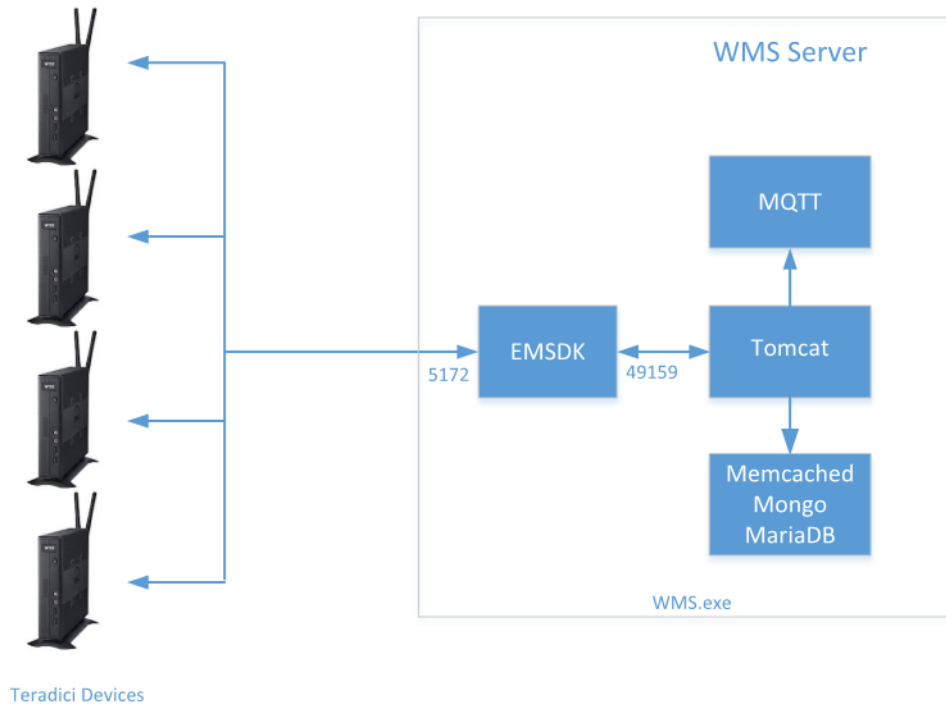 WMS Server
MQTT
EMSDK
Tomcat
5172
49159
Memcached
Mongo
MariaDB
WMS.exe
Teradici Devices